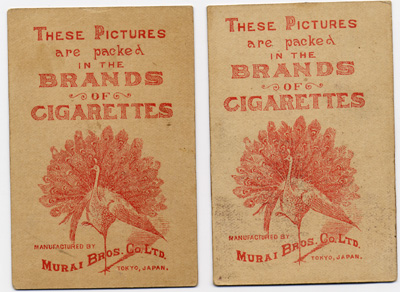 THESE PICTURES
are packed
IN THE
BRANDS
OF
CIGARETTES
MANUFACTURED BY
MURAI BROS. CO. LTD.
TOKYO, JAPAN.
THESE PICTURES
are packed
IN THE
BRANDS
OF
CIGARETTES
MANUFACTURED BY
MURAI BROS. CO. LTD.
TOKYO, JAPAN.